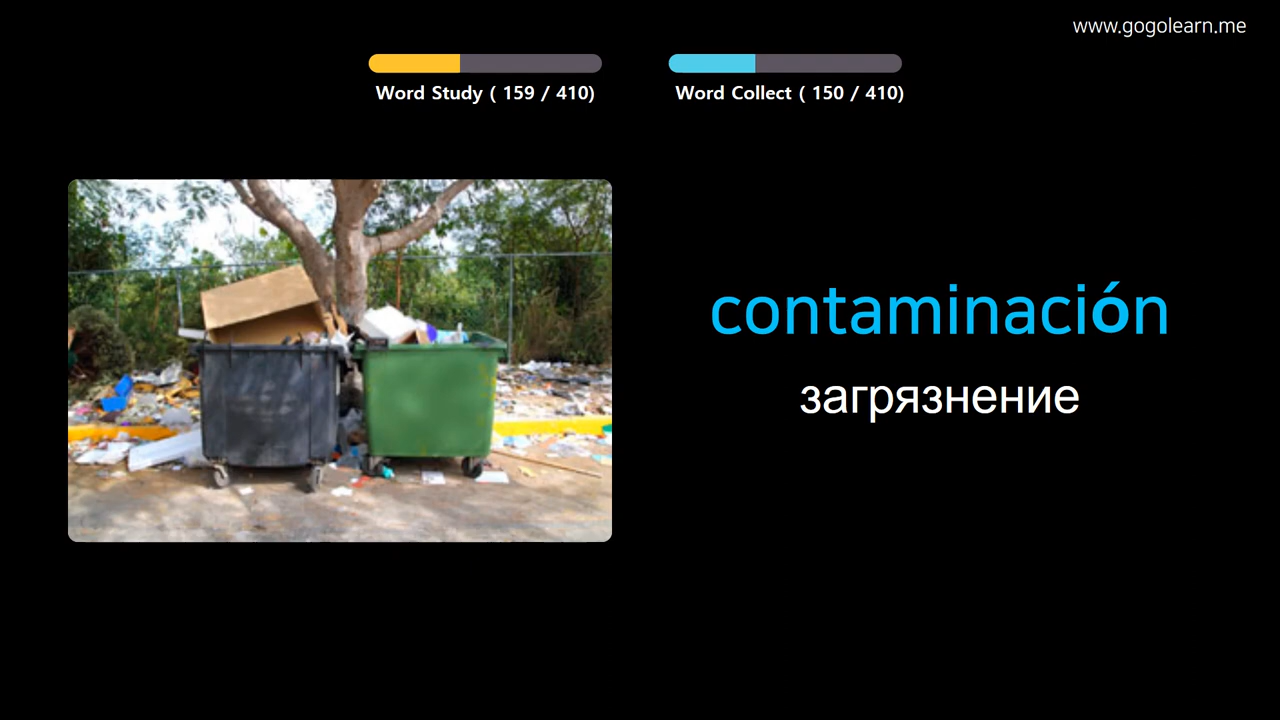 www.gogolearn.me
Word Study ( 159 / 410)
Word Collect ( 150 / 410)
contaminación
загрязнение